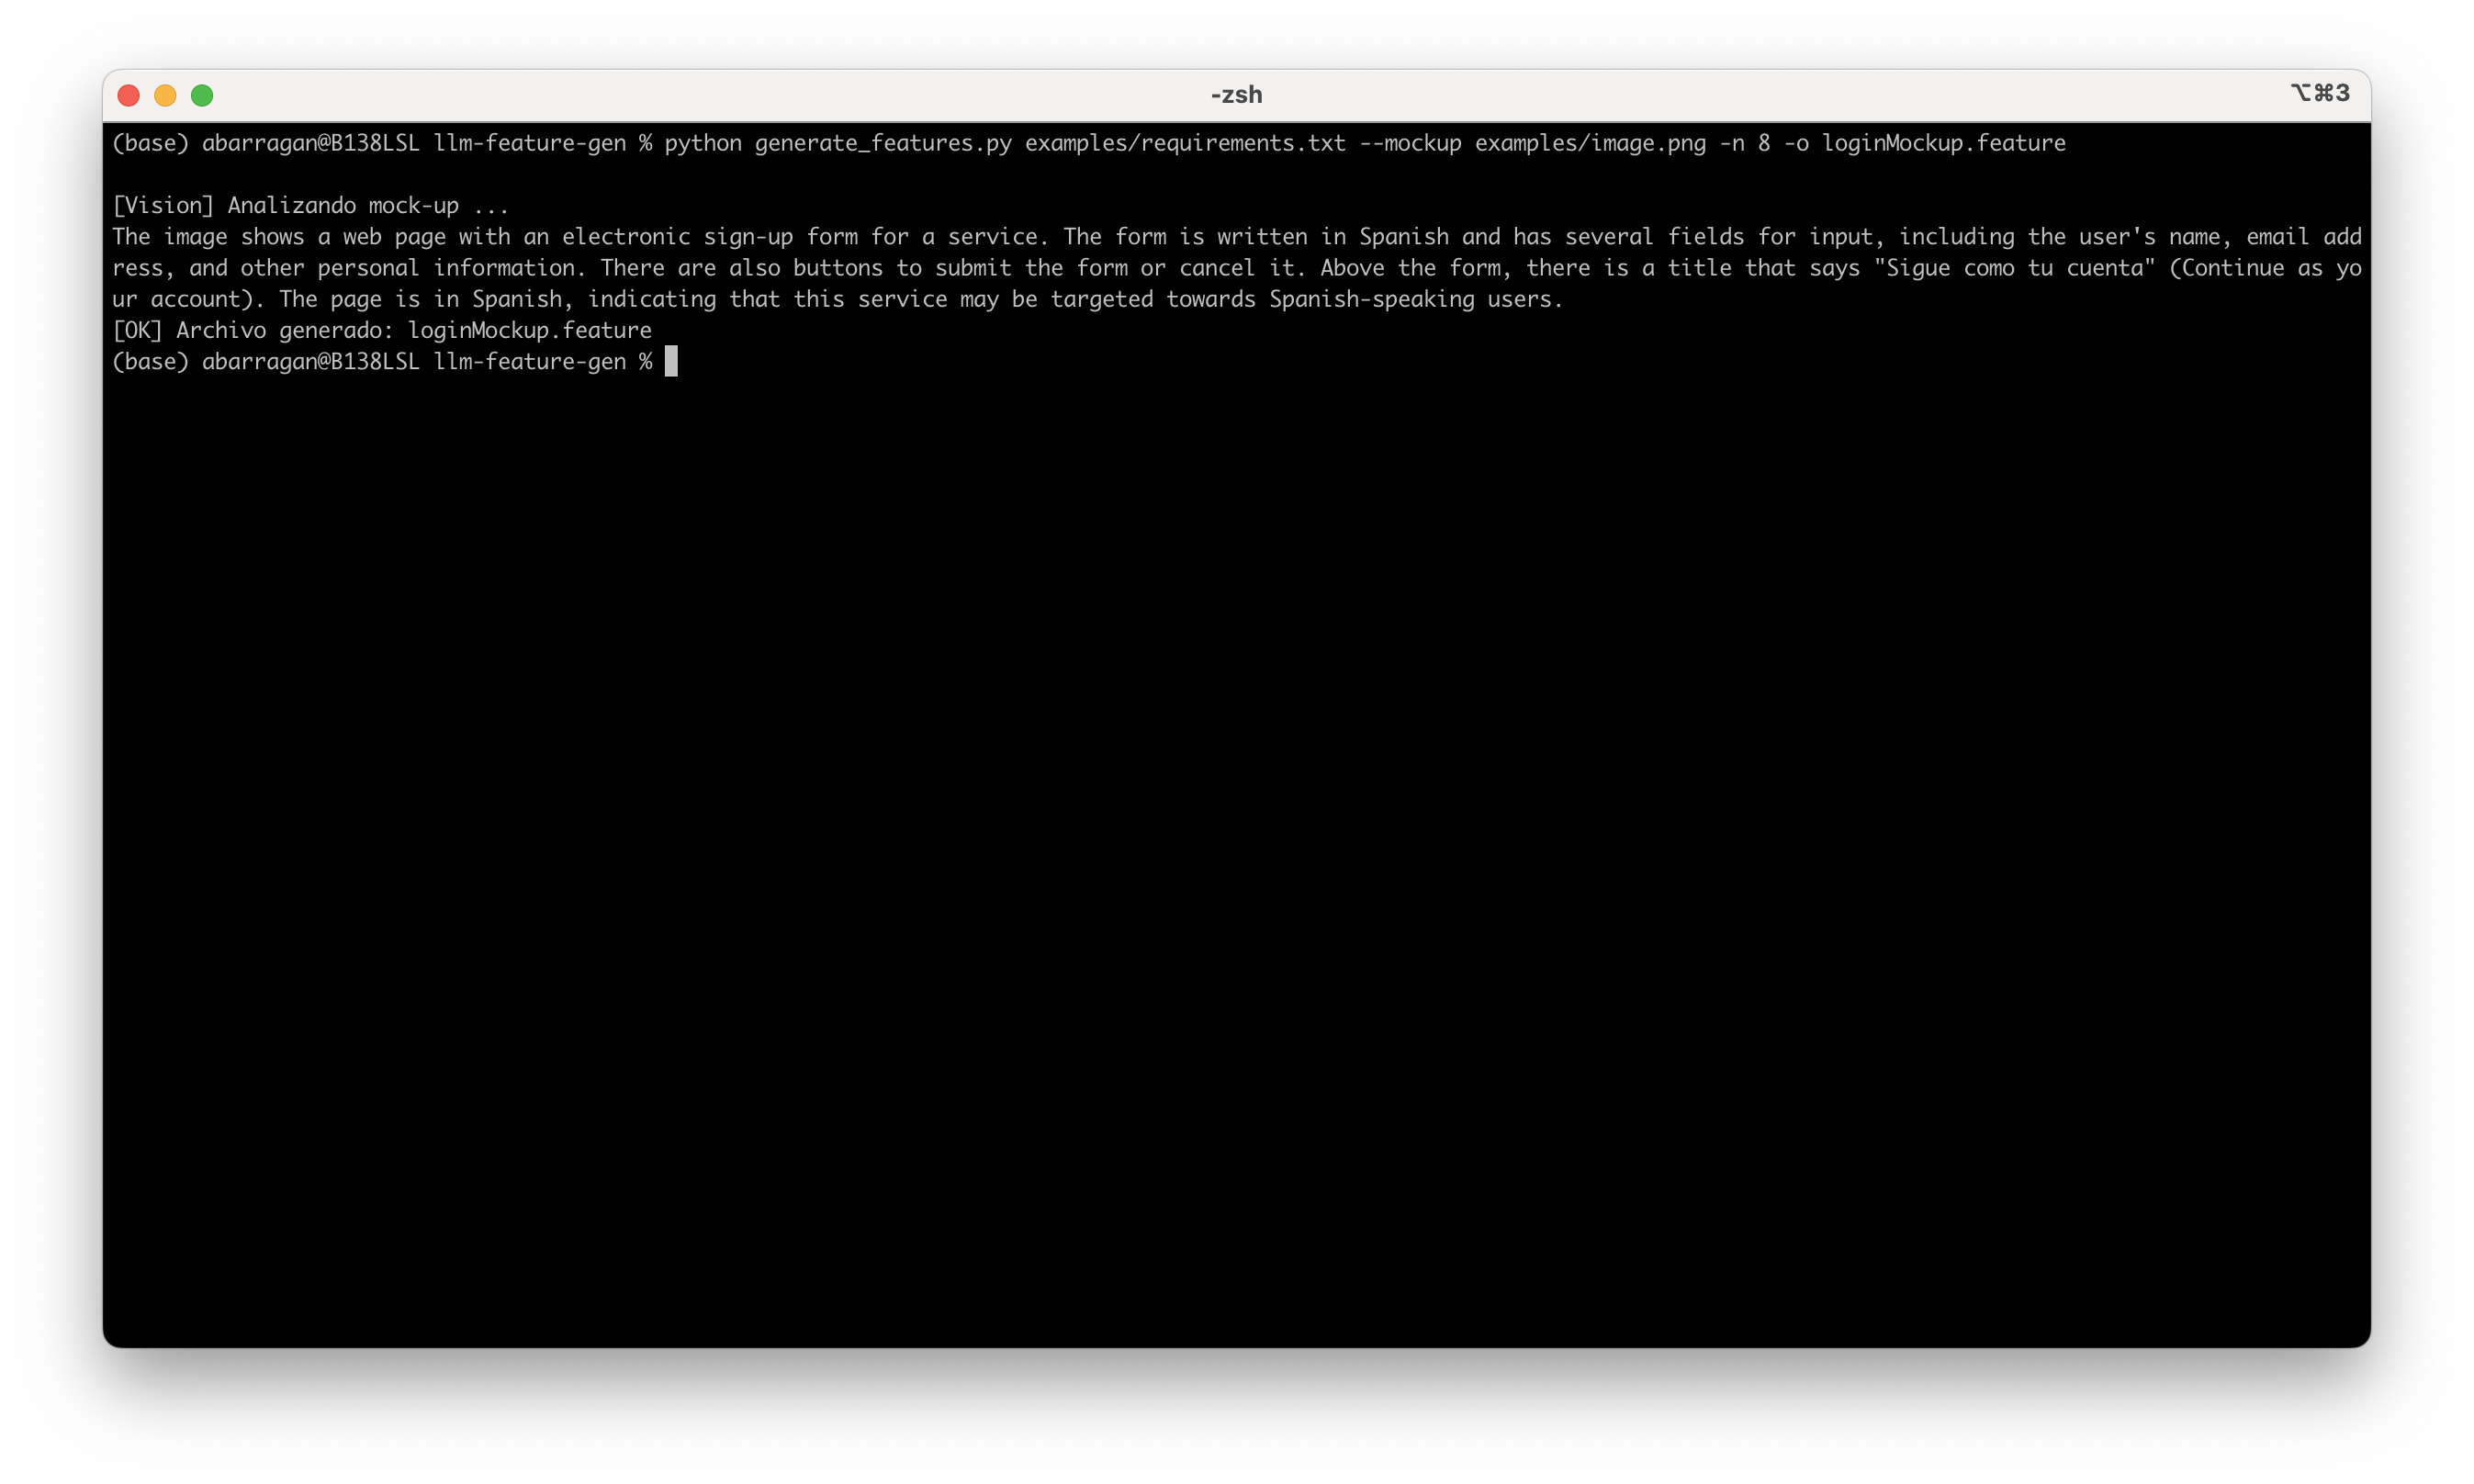 -zsh
⌥⌘3
(base) abarragan@B138LSL llm-feature-gen % python generate_features.py examples/requirements.txt --mockup examples/image.png -n 8 -o loginMockup.feature
[Vision] Analizando mock-up ...
The image shows a web page with an electronic sign-up form for a service. The form is written in Spanish and has several fields for input, including the user's name, email add
ress, and other personal information. There are also buttons to submit the form or cancel it. Above the form, there is a title that says "Sigue como tu cuenta" (Continue as yo
ur account). The page is in Spanish, indicating that this service may be targeted towards Spanish-speaking users.
[OK] Archivo generado: loginMockup.feature
(base) abarragan@B138LSL llm-feature-gen %